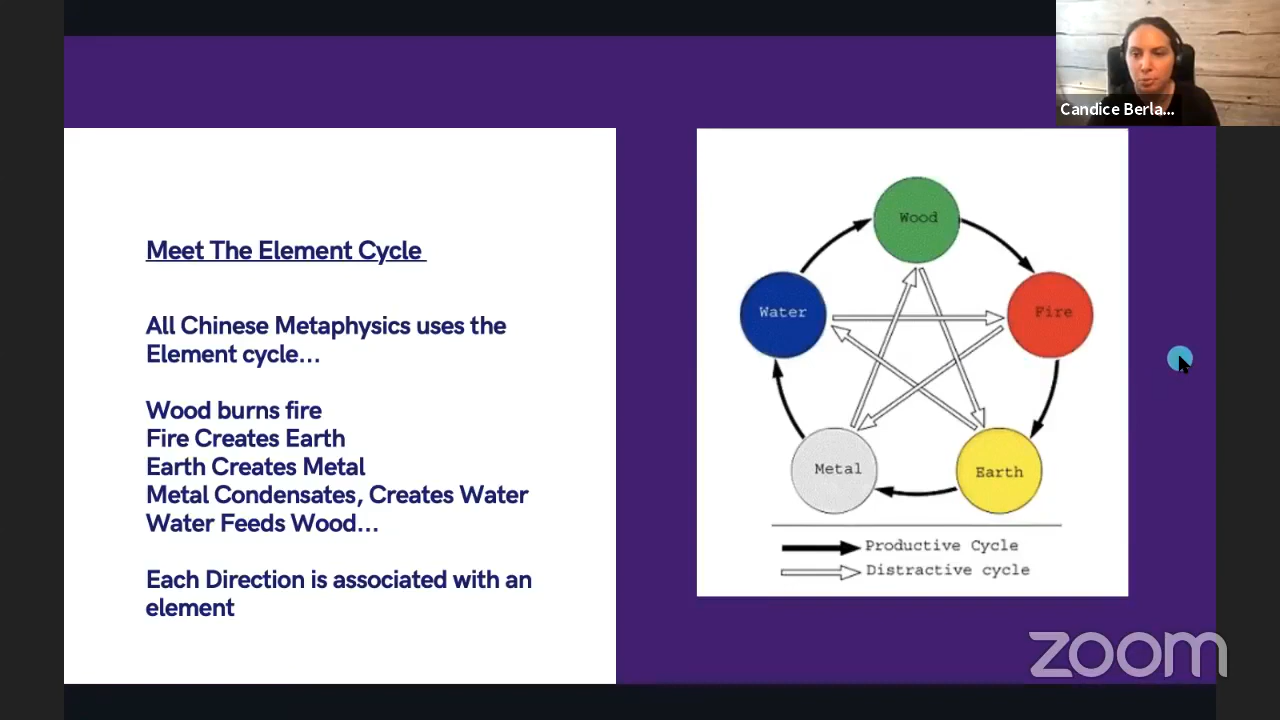 Candice Berla...
Meet The Element Cycle
All Chinese Metaphysics uses the
Element cycle...
Wood burns fire
Fire Creates Earth
Earth Creates Metal
Metal Condensates, Creates Water
Water Feeds Wood...
Each Direction is associated with an
element
Wood
Water
Fire
Metal
Earth
Productive Cycle
Distractive cycle
zoom